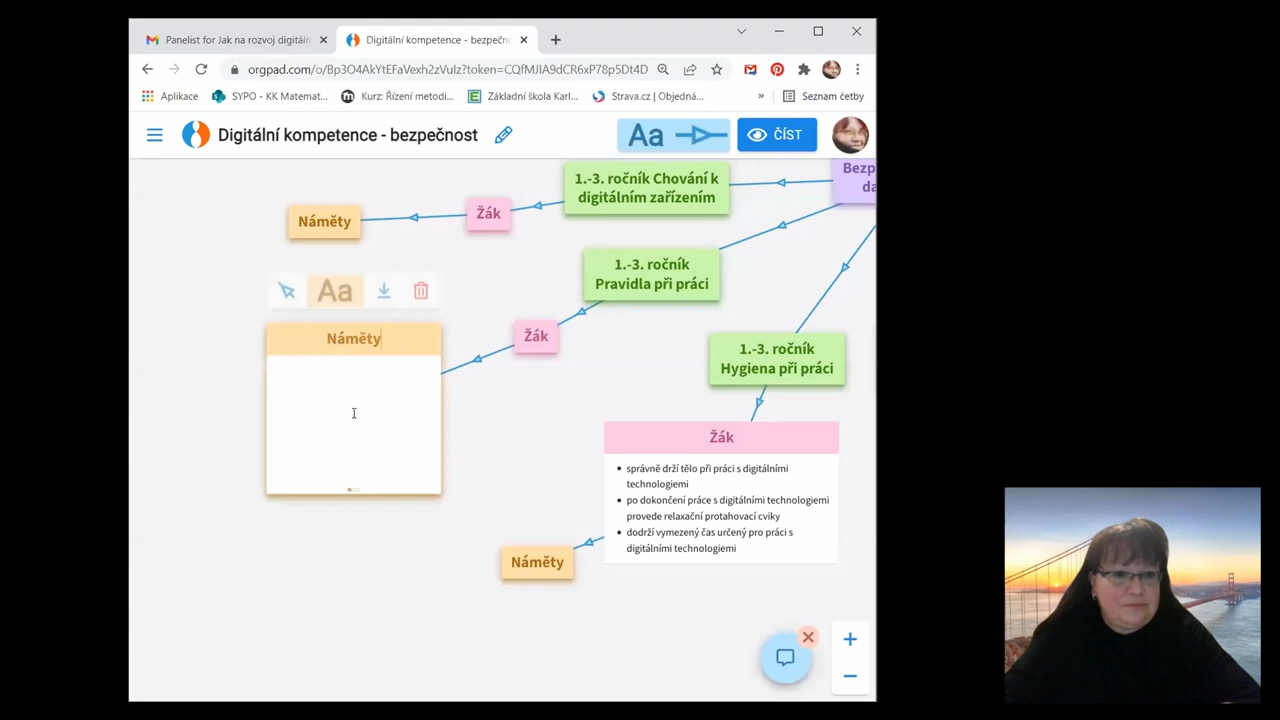 Panelist for Jak na rozvoj digitáln
Digitální kompetence - bezpečn
orgpad.com/o/Bp3O4AkYtEFaVexh2zVulz?token=CQfMJIA9dCR6xP78p5Dt4D
Aplikace
SYPO - KK Matemat...
Kurz: Řízení metodi...
Základní škola Karl...
Strava.cz | Objedná...
»
Seznam četby
Digitální kompetence - bezpečnost
Aa
ČÍST
Bezp
da
1.-3. ročník Chování k
digitálním zařízením
Žák
Náměty
1.-3. ročník
Pravidla při práci
Aa
Náměty
Žák
1.-3. ročník
Hygiena při práci
Žák
• správně drží tělo při práci s digitálními
technologiemi
• po dokončení práce s digitálními technologiemi
provede relaxační protahovací cviky
• dodrží vymezený čas určený pro práci s
digitálními technologiemi
Náměty